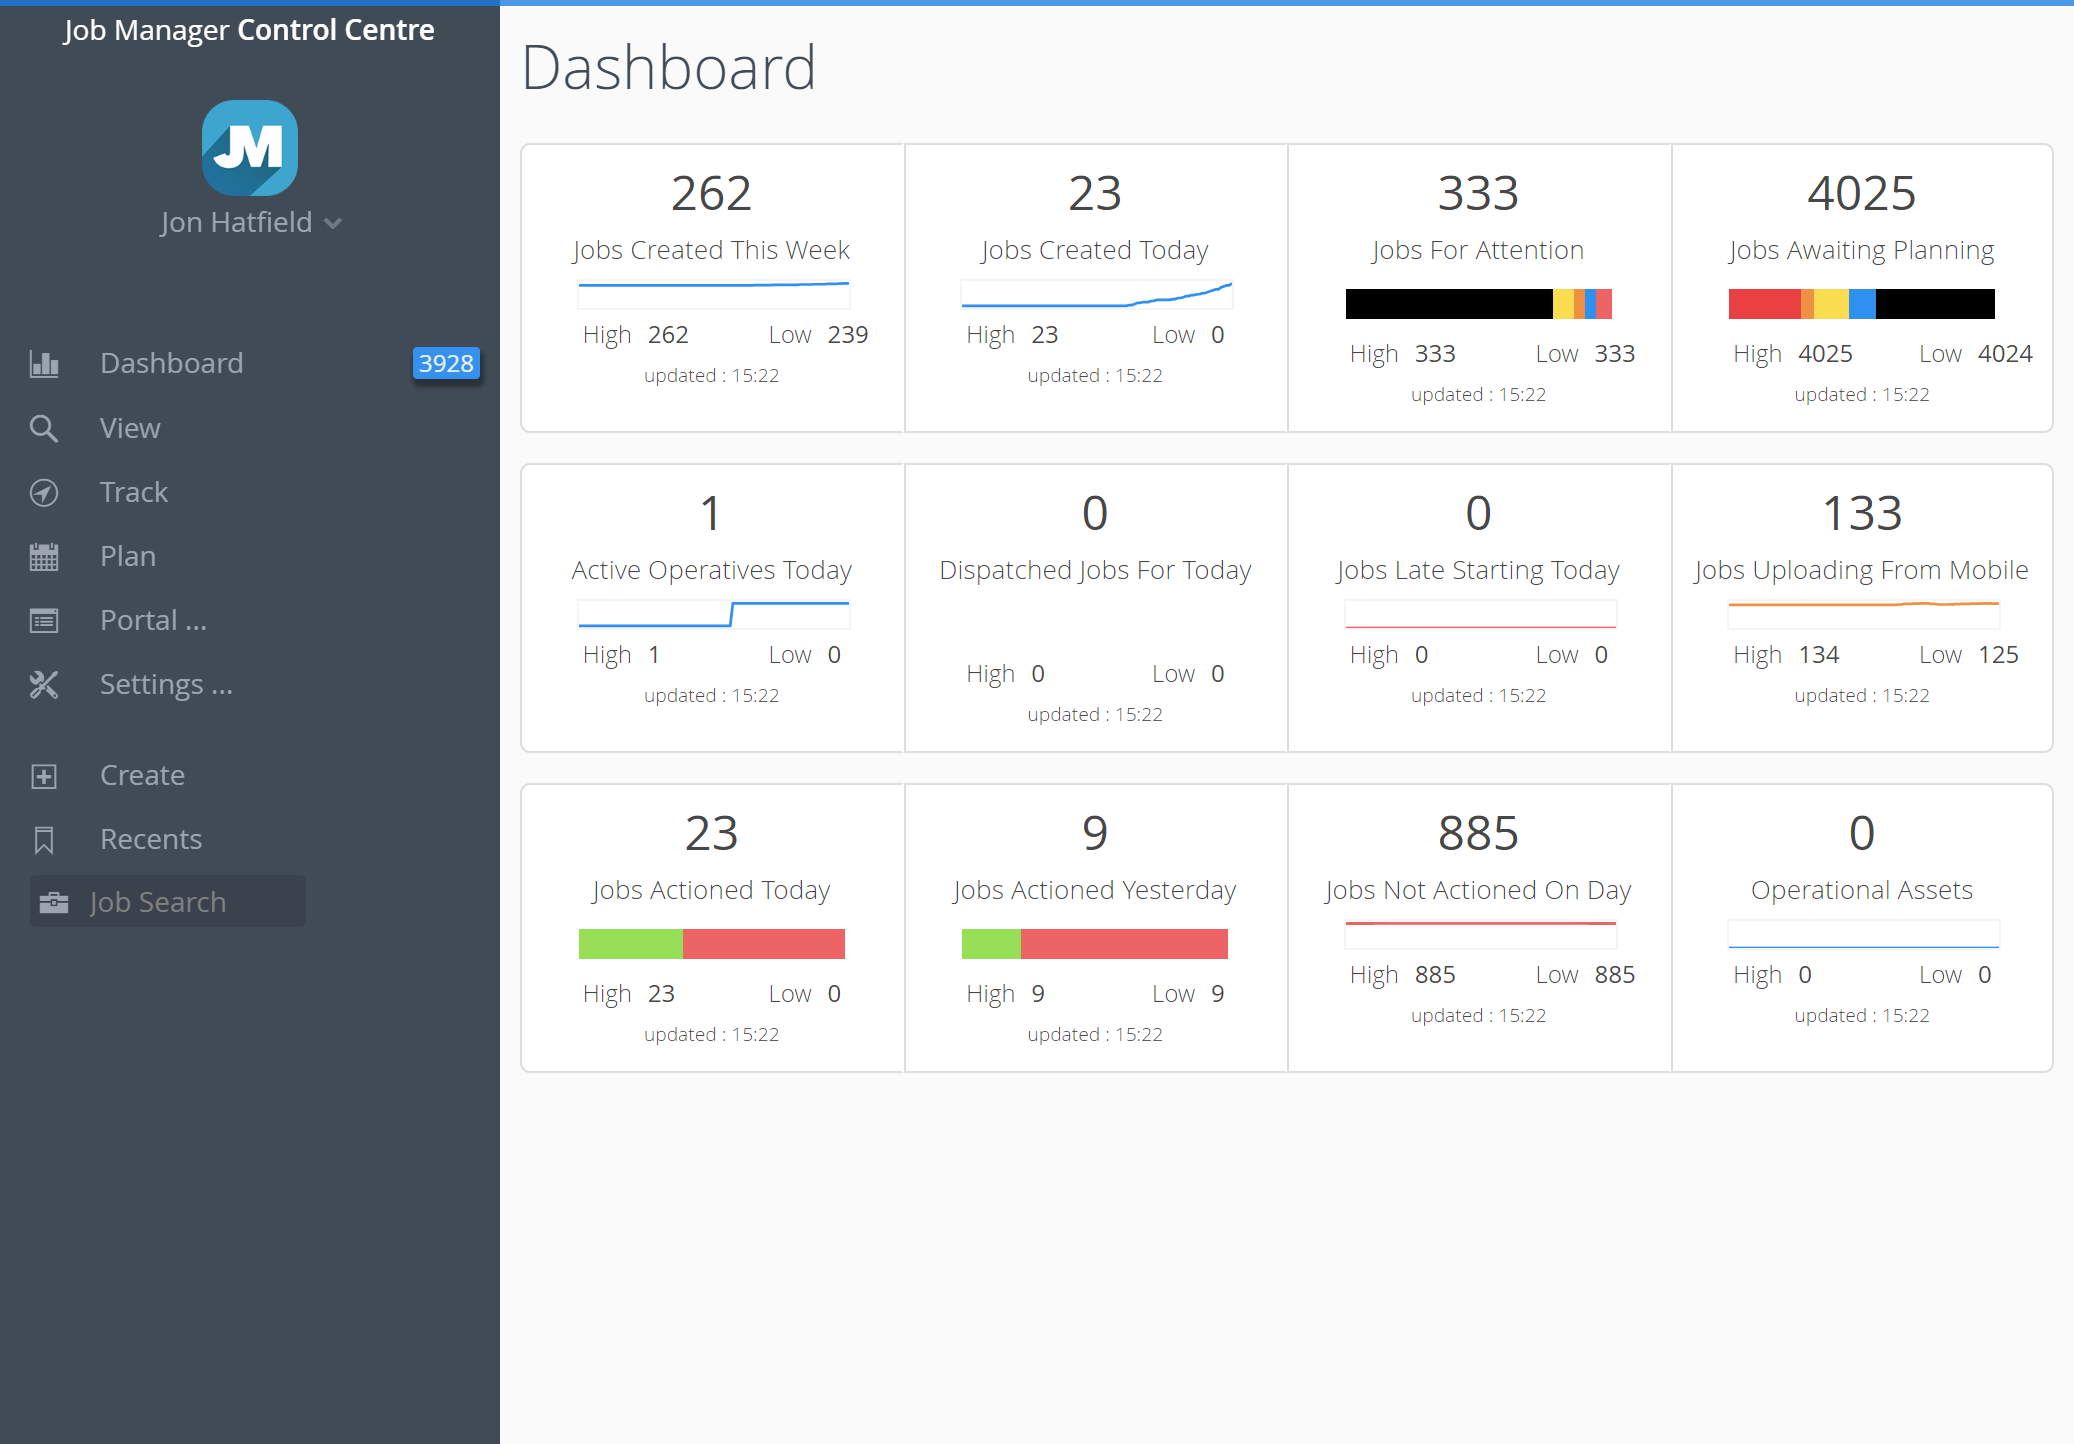 Job Manager Control Centre
JM
Jon Hatfield
Dashboard 3928
View
Track
Plan
Portal ...
Settings ...
Create
Recents
Job Search
Dashboard
262
Jobs Created This Week
High 262 Low 239
updated : 15:22
23
Jobs Created Today
High 23 Low 0
updated : 15:22
333
Jobs For Attention
High 333 Low 333
updated : 15:22
4025
Jobs Awaiting Planning
High 4025 Low 4024
updated : 15:22
1
Active Operatives Today
High 1 Low 0
updated : 15:22
0
Dispatched Jobs For Today
High 0 Low 0
updated : 15:22
0
Jobs Late Starting Today
High 0 Low 0
updated : 15:22
133
Jobs Uploading From Mobile
High 134 Low 125
updated : 15:22
23
Jobs Actioned Today
High 23 Low 0
updated : 15:22
9
Jobs Actioned Yesterday
High 9 Low 9
updated : 15:22
885
Jobs Not Actioned On Day
High 885 Low 885
updated : 15:22
0
Operational Assets
High 0 Low 0
updated : 15:22